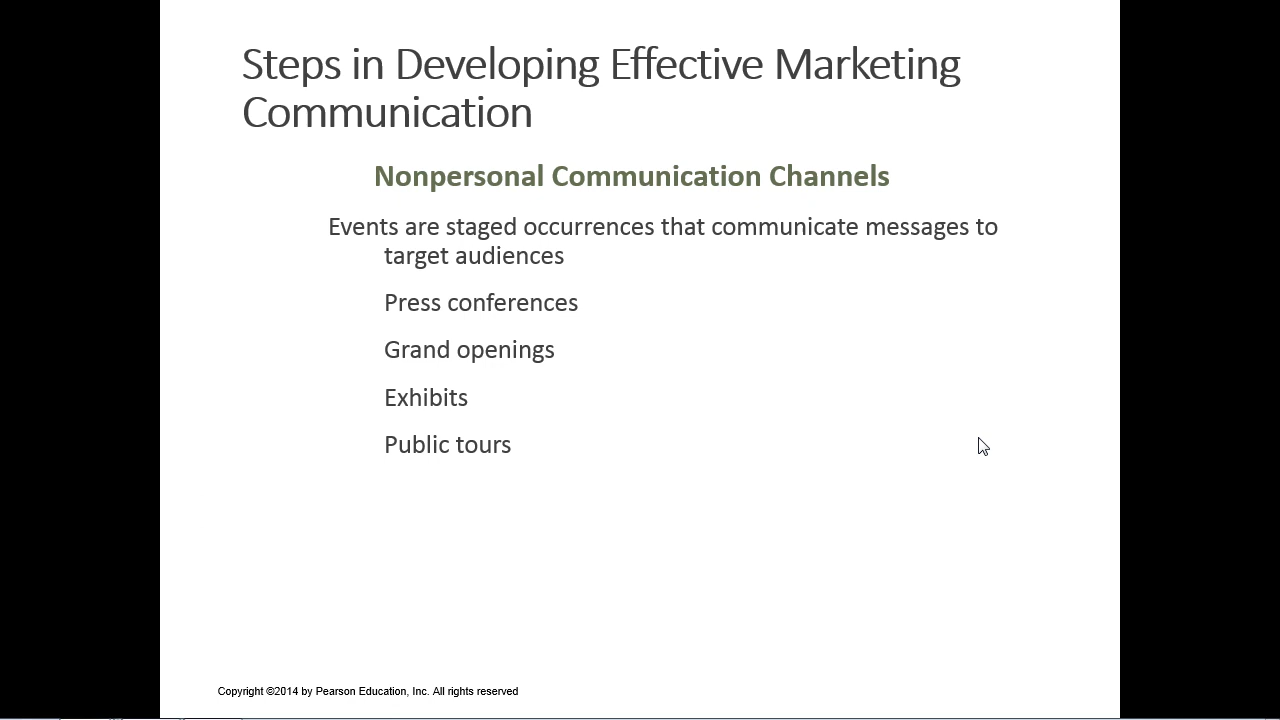 Steps in Developing Effective Marketing
Communication
Nonpersonal Communication Channels
Events are staged occurrences that communicate messages to
target audiences
Press conferences
Grand openings
Exhibits
Public tours
Copyright ©2014 by Pearson Education, Inc. All rights reserved